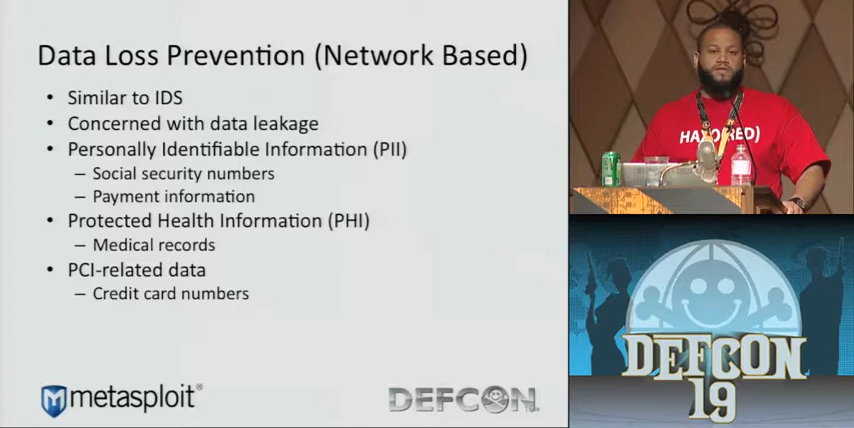 Data Loss Prevention (Network Based)
• Similar to IDS
• Concerned with data leakage
• Personally Identifiable Information (PII)
– Social security numbers
– Payment information
• Protected Health Information (PHI)
– Medical records
• PCI-related data
– Credit card numbers
metasploit®
DEFCON
DEFCON
19